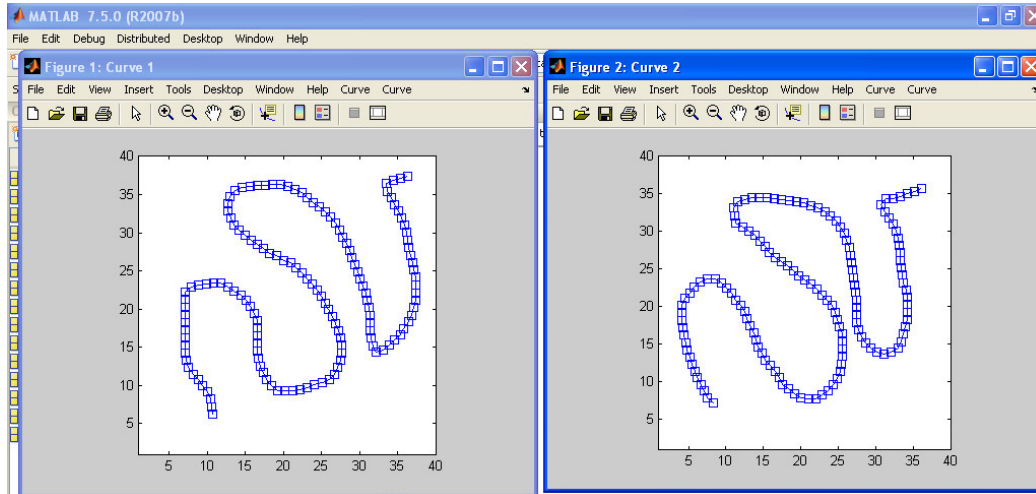 MATLAB 7.5.0 (R2007b)
File Edit Debug Distributed Desktop Window Help
Figure 1: Curve 1
File Edit View Insert Tools Desktop Window Help Curve Curve
40
35
30
25
20
15
10
5
5 10 15 20 25 30 35 40
Figure 2: Curve 2
File Edit View Insert Tools Desktop Window Help Curve Curve
40
35
30
25
20
15
10
5
5 10 15 20 25 30 35 40